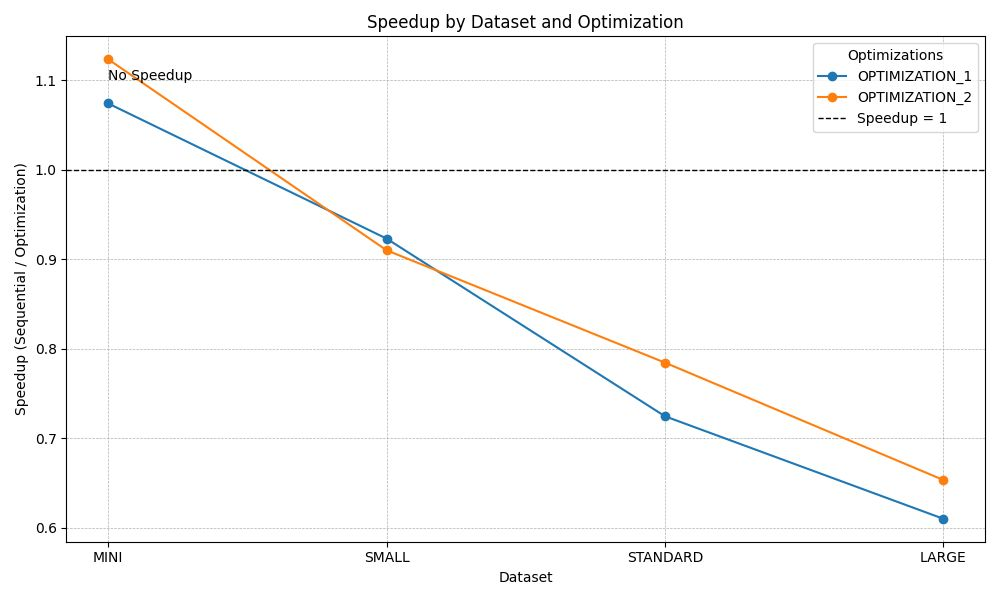 Speedup by Dataset and Optimization
Optimizations
OPTIMIZATION_1
OPTIMIZATION_2
Speedup = 1
No Speedup
Speedup (Sequential / Optimization)
1.1
1.0
0.9
0.8
0.7
0.6
MINI
SMALL
STANDARD
LARGE
Dataset